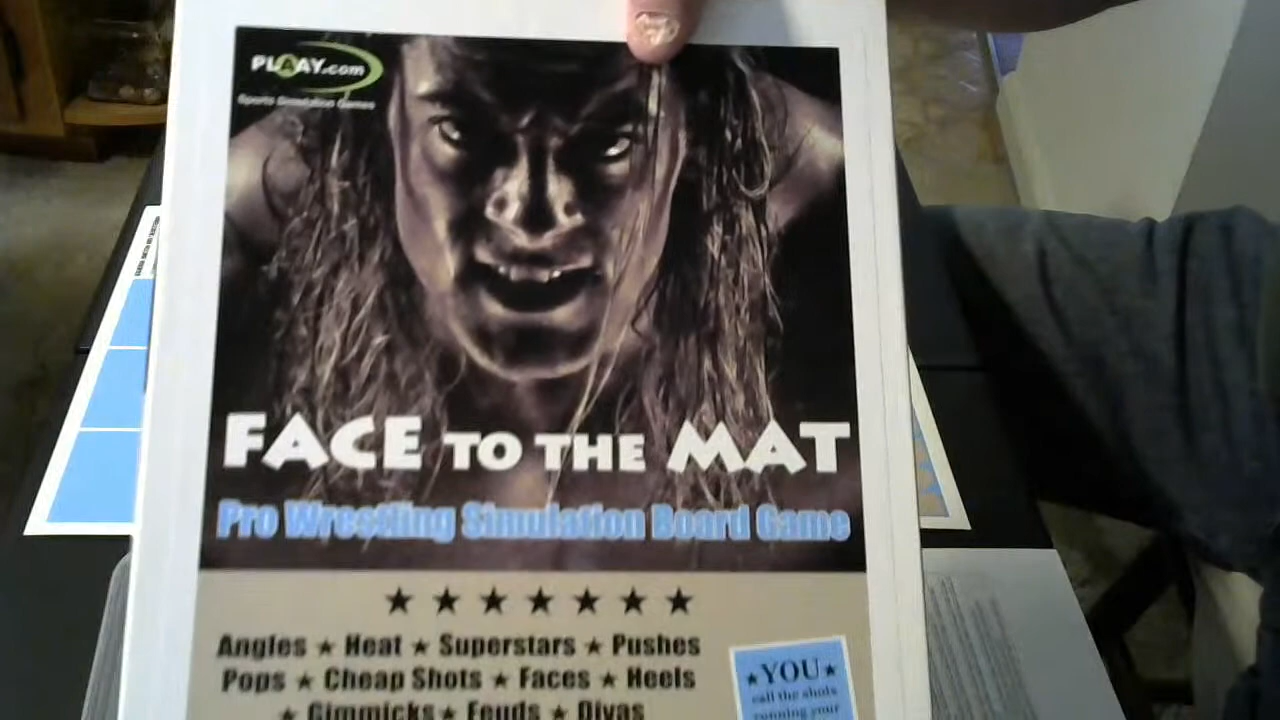 PLAAY.com
Sports Simulation Games
FACE TO THE MAT
Pro Wrestling Simulation Board Game
★ ★ ★ ★ ★ ★ ★
Angles ★ Heat ★ Superstars ★ Pushes
Pops ★ Cheap Shots ★ Faces ★ Heels
★ Gimmicks ★ Feuds ★ Divas
★YOU★
call the shots
running your